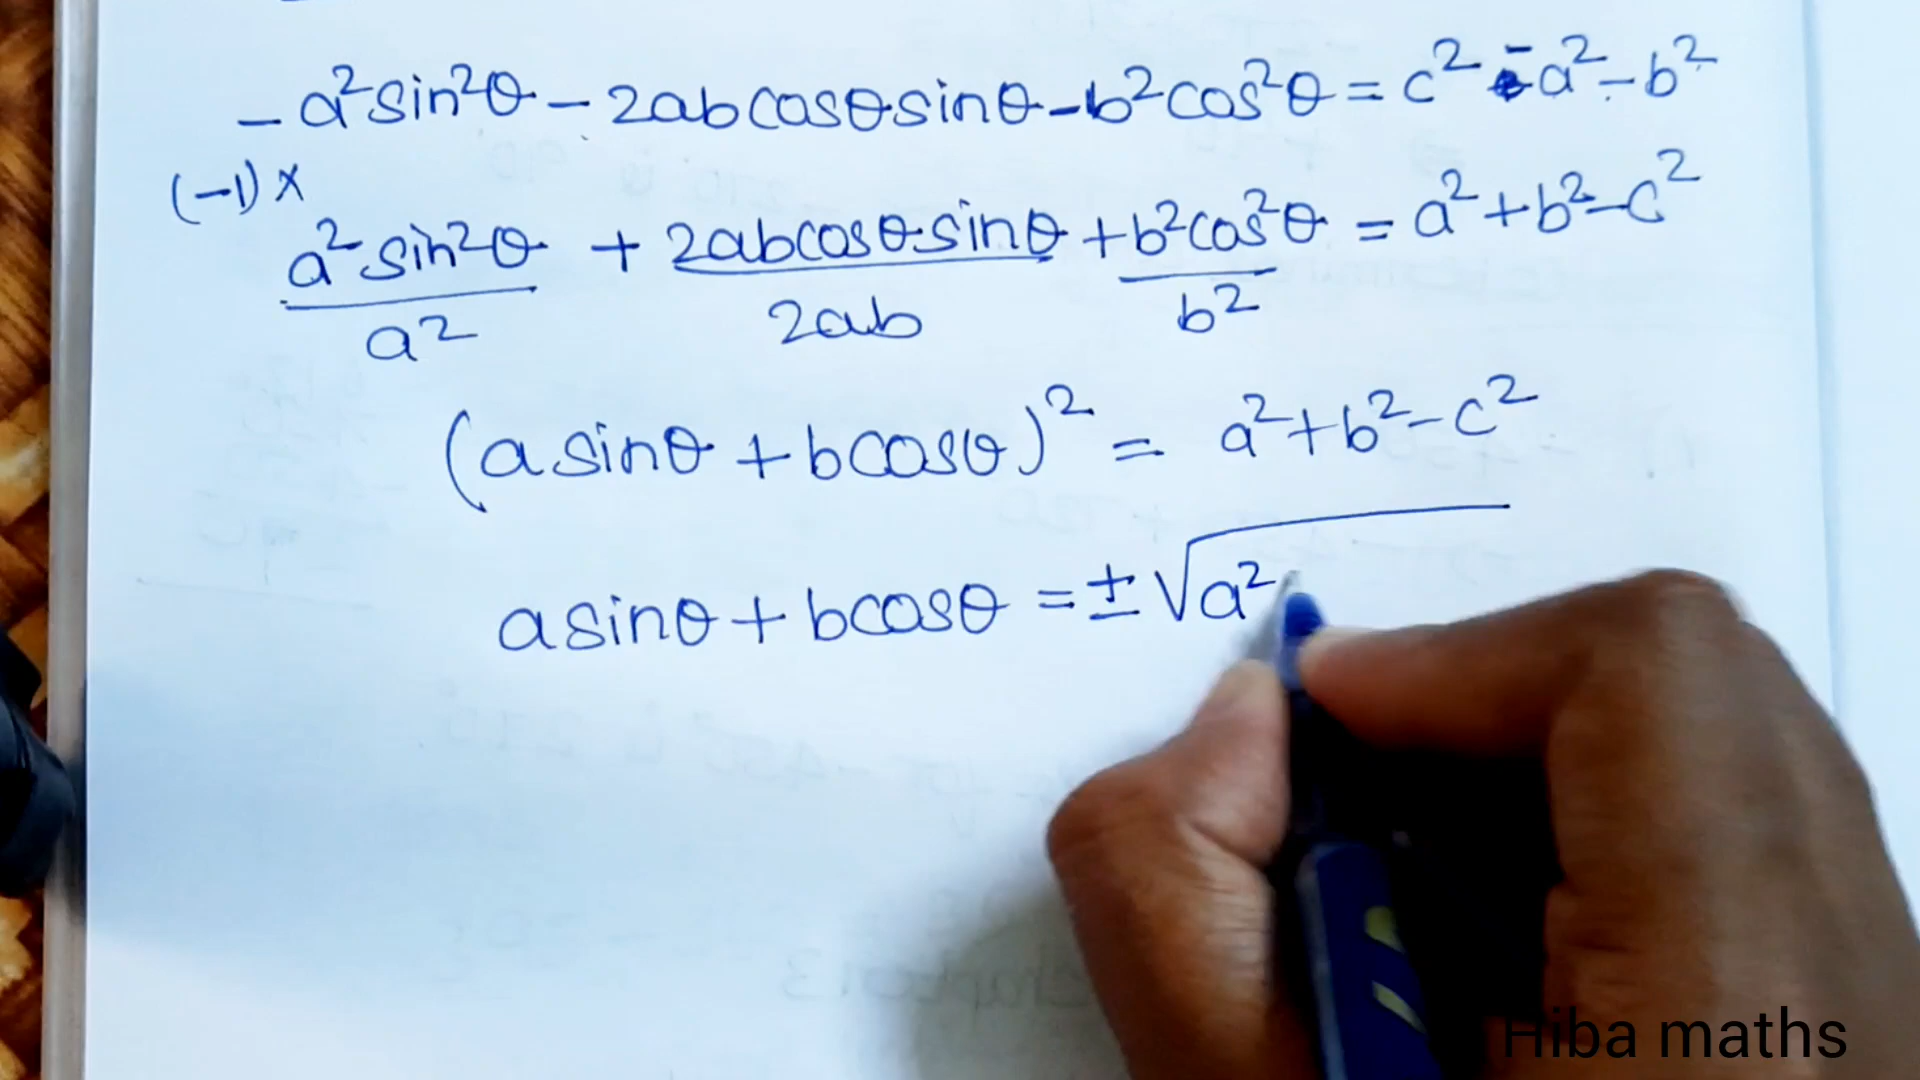 -a²sin²θ-2abcosθsinθ-b²cos²θ=c²-a²-b²
(-1)×
a²sin²θ + 2abcosθsinθ + b²cos²θ = a²+b²-c²
a² 2ab b²
(asinθ+bcosθ)² = a²+b²-c²
asinθ+bcosθ=±√a²
Hiba maths